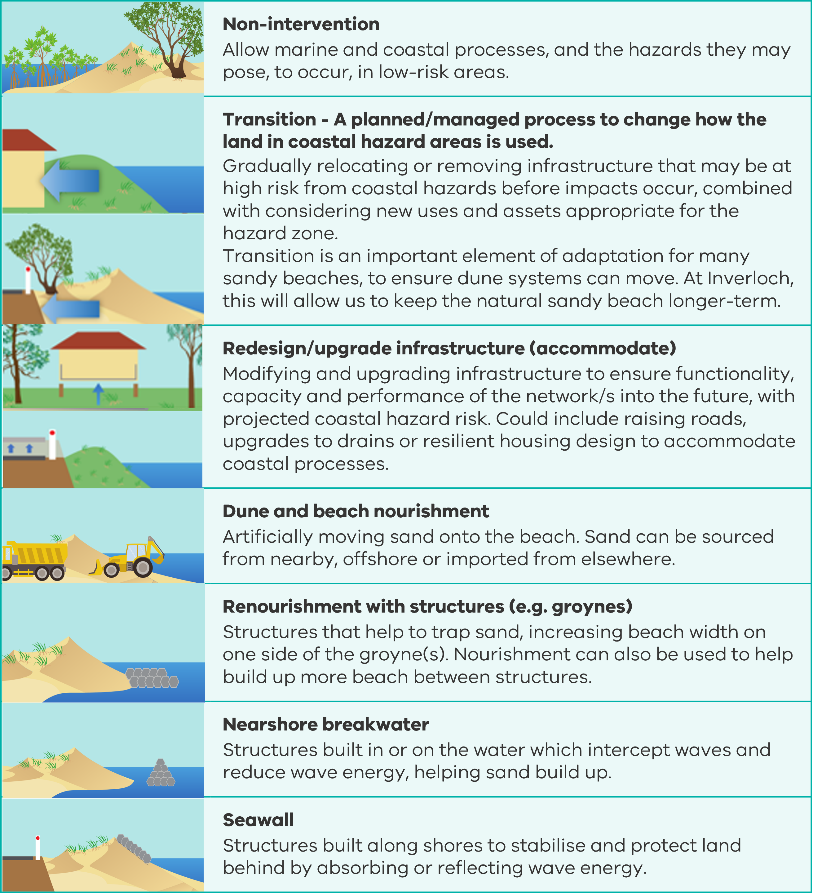 Non-intervention
Allow marine and coastal processes, and the hazards they may
pose, to occur, in low-risk areas.
Transition - A planned/managed process to change how the
land in coastal hazard areas is used.
Gradually relocating or removing infrastructure that may be at
high risk from coastal hazards before impacts occur, combined
with considering new uses and assets appropriate for the
hazard zone.
Transition is an important element of adaptation for many
sandy beaches, to ensure dune systems can move. At Inverloch,
this will allow us to keep the natural sandy beach longer-term.
Redesign/upgrade infrastructure (accommodate)
Modifying and upgrading infrastructure to ensure functionality,
capacity and performance of the network/s into the future, with
projected coastal hazard risk. Could include raising roads,
upgrades to drains or resilient housing design to accommodate
coastal processes.
Dune and beach nourishment
Artificially moving sand onto the beach. Sand can be sourced
from nearby, offshore or imported from elsewhere.
Renourishment with structures (e.g. groynes)
Structures that help to trap sand, increasing beach width on
one side of the groyne(s). Nourishment can also be used to help
build up more beach between structures.
Nearshore breakwater
Structures built in or on the water which intercept waves and
reduce wave energy, helping sand build up.
Seawall
Structures built along shores to stabilise and protect land
behind by absorbing or reflecting wave energy.